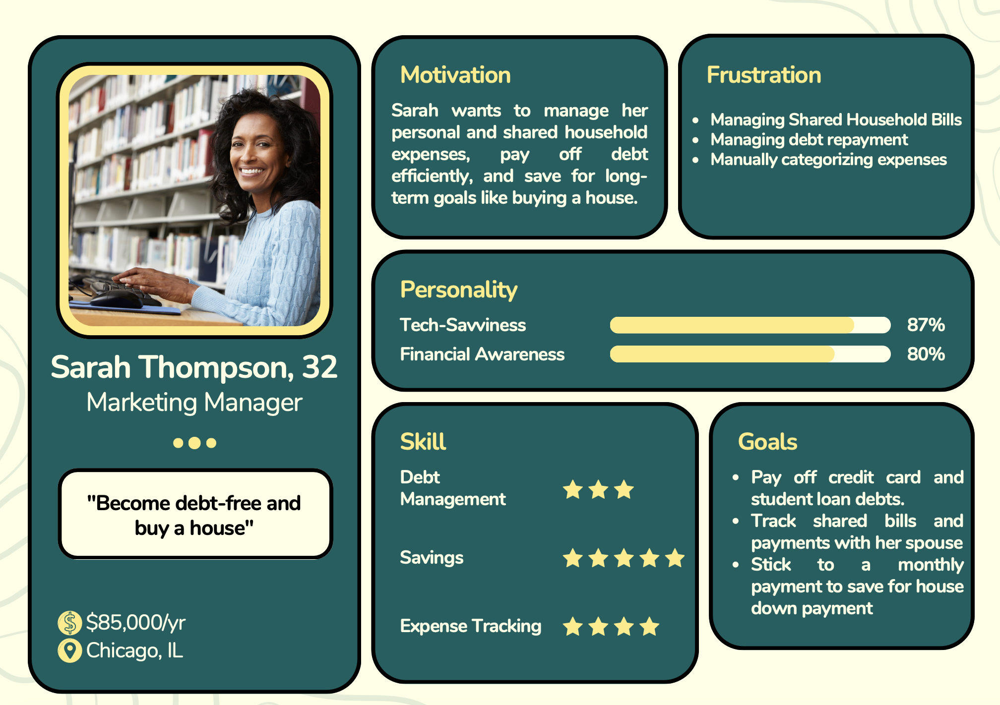 Sarah Thompson, 32
Marketing Manager
"Become debt-free and
buy a house"
$85,000/yr
Chicago, IL
Motivation
Sarah wants to manage her
personal and shared household
expenses, pay off debt
efficiently, and save for long-
term goals like buying a house.
Frustration
• Managing Shared Household Bills
• Managing debt repayment
• Manually categorizing expenses
Personality
Tech-Savviness 87%
Financial Awareness 80%
Skill
Debt
Management
Savings
Expense Tracking
Goals
• Pay off credit card and
student loan debts.
• Track shared bills and
payments with her spouse
• Stick to a monthly
payment to save for house
down payment